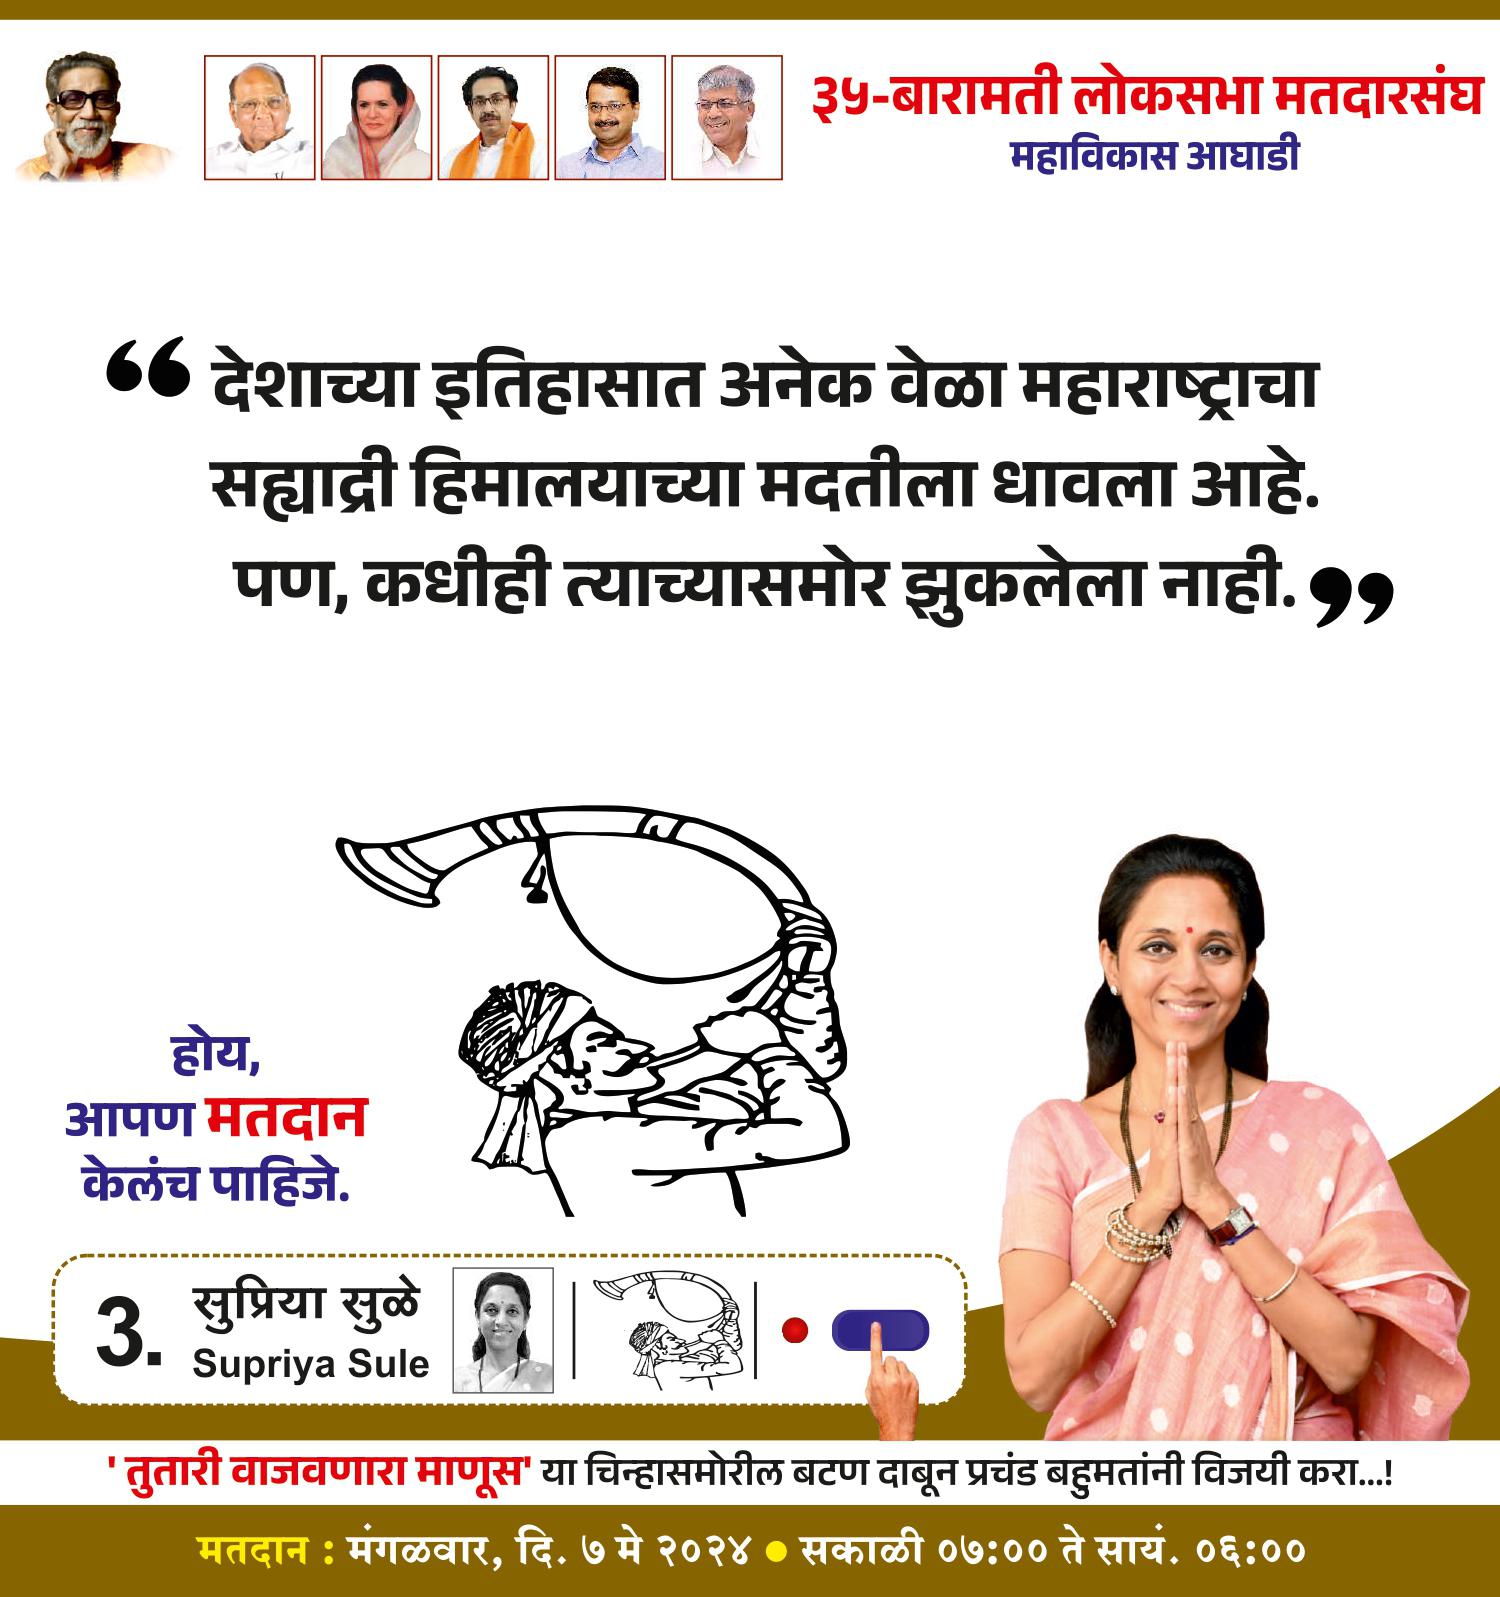 ३५-बारामती लोकसभा मतदारसंघ
महाविकास आघाडी
“ देशाच्या इतिहासात अनेक वेळा महाराष्ट्राचा
सह्याद्री हिमालयाच्या मदतीला धावला आहे.
पण, कधीही त्याच्यासमोर झुकलेला नाही. ”
होय,
आपण मतदान
केलंच पाहिजे.
3. सुप्रिया सुळे
Supriya Sule
' तुतारी वाजवणारा माणूस' या चिन्हासमोरील बटण दाबून प्रचंड बहुमतांनी विजयी करा...!
मतदान : मंगळवार, दि. ७ मे २०२४ ● सकाळी ०७:०० ते सायं. ०६:००